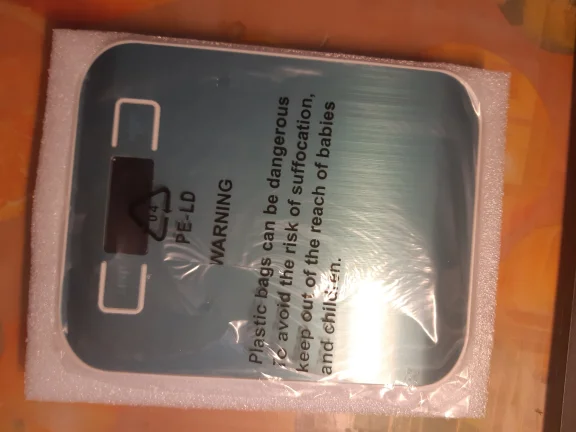 04
PE-LD
WARNING
Plastic bags can be dangerous
To avoid the risk of suffocation,
keep out of the reach of babies
and children.